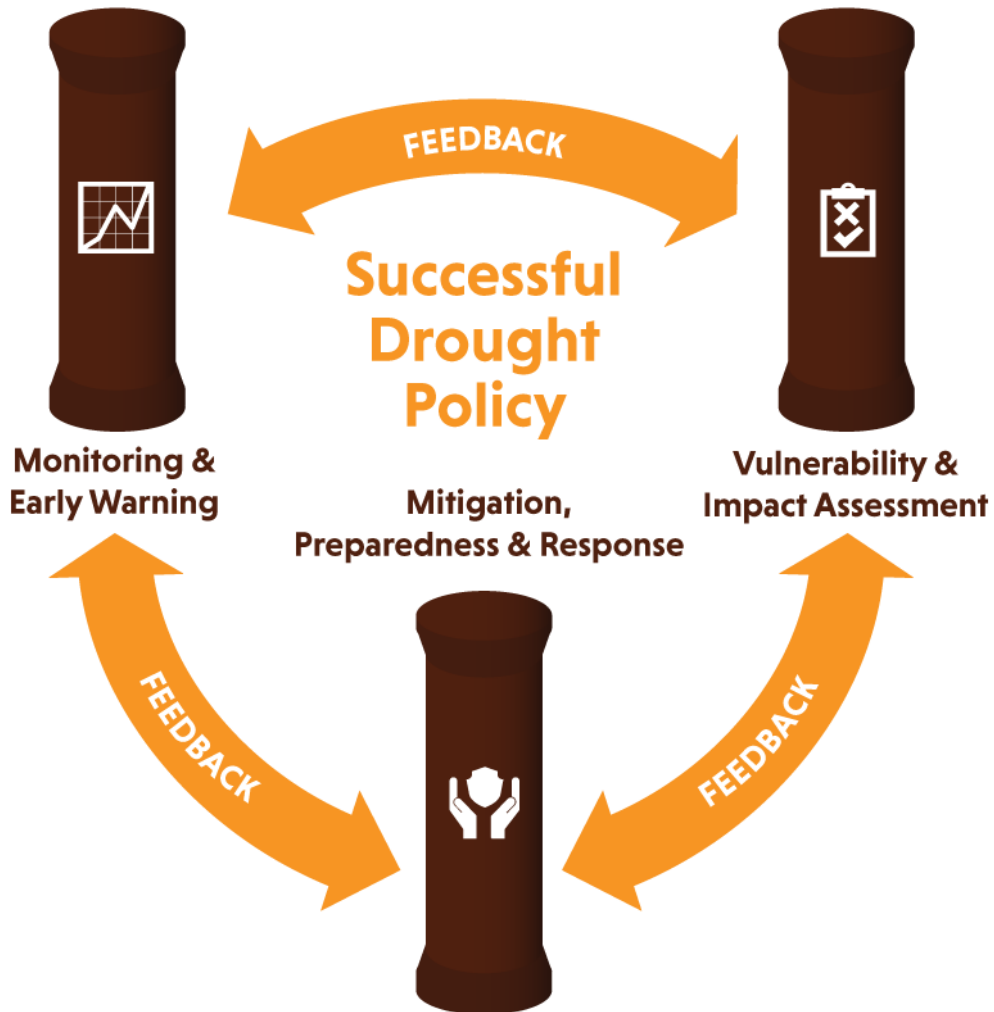 FEEDBACK
Successful
Drought
Policy
Monitoring &
Early Warning
Vulnerability &
Impact Assessment
Mitigation,
Preparedness & Response
FEEDBACK
FEEDBACK